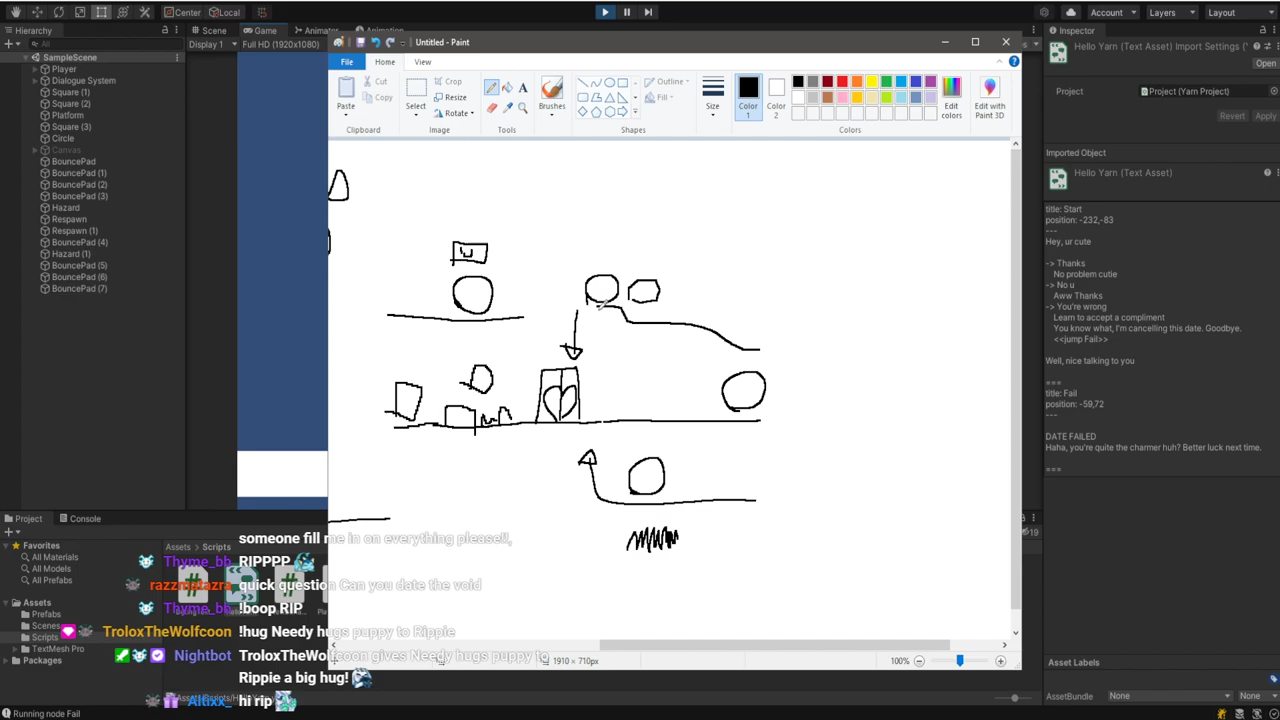 Center
Local
Account
Layers
Layout
Hierarchy
Scene
Game
Animator
Animation
Inspector
All
Display 1
Full HD (1920x1080)
SampleScene
Player
Dialogue System
Square (1)
Square (2)
Platform
Square (3)
Circle
Canvas
BouncePad
BouncePad (1)
BouncePad (2)
BouncePad (3)
Hazard
Respawn
Respawn (1)
BouncePad (4)
Hazard (1)
BouncePad (5)
BouncePad (6)
BouncePad (7)
Untitled - Paint
File
Home
View
Paste
Cut
Copy
Clipboard
Select
Crop
Resize
Rotate
Image
Tools
Brushes
Shapes
Outline
Fill
Size
Color
1
Color
2
Edit
colors
Edit with
Paint 3D
Colors
1910 × 710px
100%
Hello Yarn (Text Asset) Import Settings
Open
Project
Project (Yarn Project)
Revert
Apply
Imported Object
Hello Yarn (Text Asset)
title: Start
position: -232,-83
---
Hey, ur cute
-> Thanks
No problem cutie
-> No u
Aww Thanks
-> You're wrong
Learn to accept a compliment
You know what, I'm cancelling this date. Goodbye.
<<jump Fail>>
Well, nice talking to you
===
title: Fail
position: -59,72
---
DATE FAILED
Haha, you're quite the charmer huh? Better luck next time.
===
Asset Labels
AssetBundle
None
None
Project
Console
Favorites
All Materials
All Models
All Prefabs
Assets
Prefabs
Scenes
Scripts
TextMesh Pro
Packages
Assets > Scripts
19
someone fill me in on everything please!!,
Thyme_bb RIPPPP
razzmatazra quick question Can you date the void
Thyme_bb !boop RIP
TroloxTheWolfcoon !hug Needy hugs puppy to Rippie
Nightbot TroloxTheWolfcoon gives Needy hugs puppy to
Rippie a big hug!
Altixx_ hi rip
Running node Fail